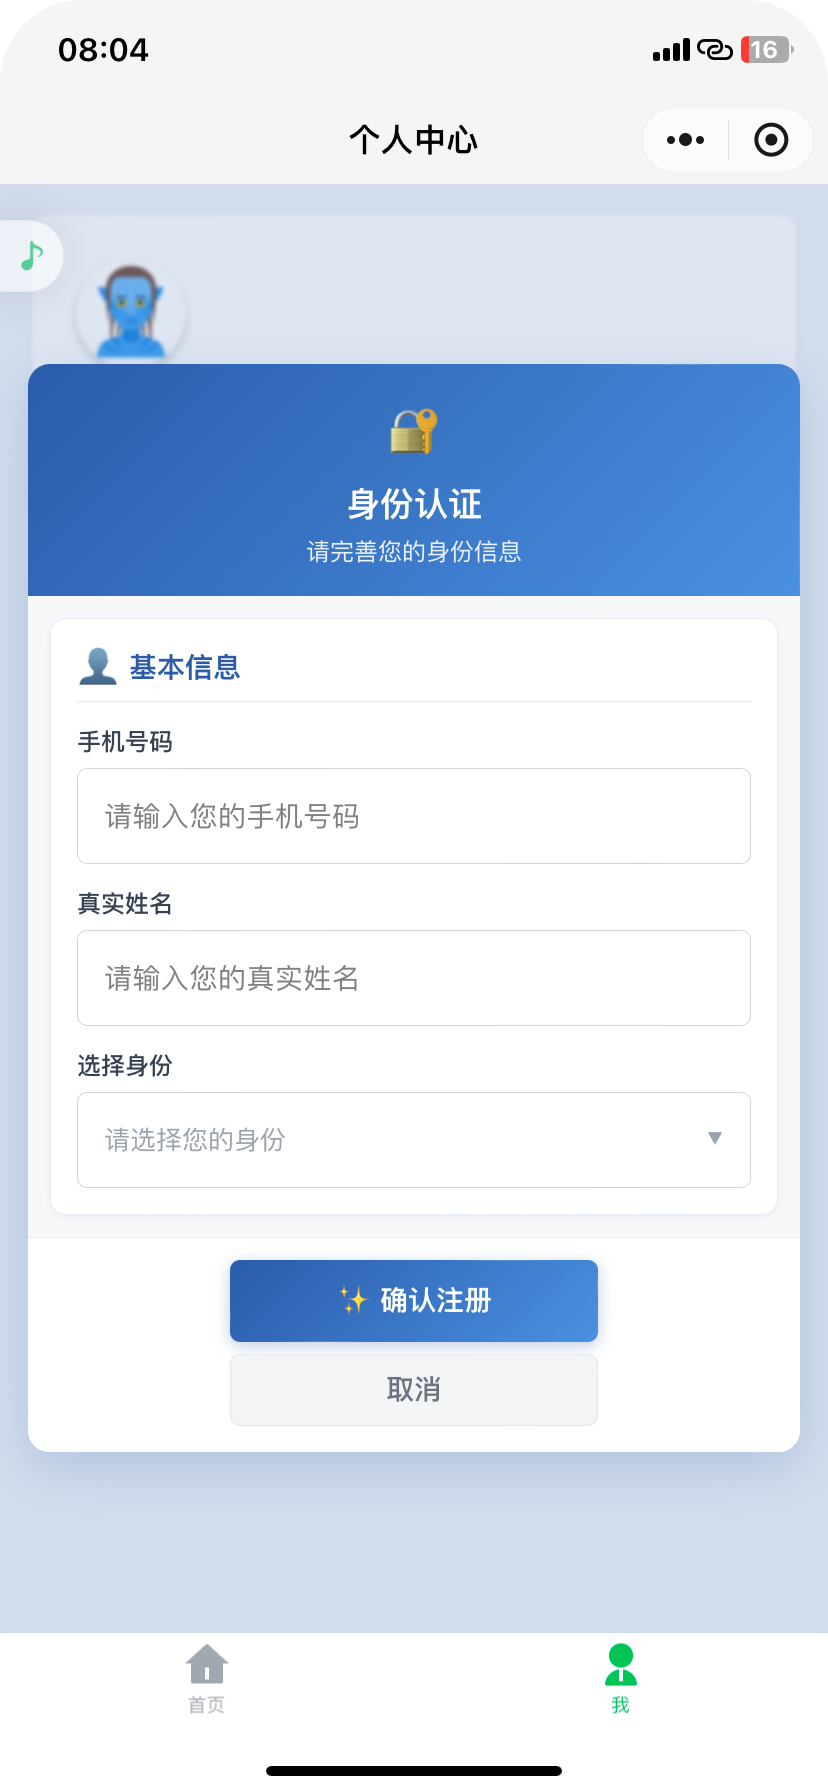 08:04
16
个人中心
身份认证
请完善您的身份信息
基本信息
手机号码
请输入您的手机号码
真实姓名
请输入您的真实姓名
选择身份
请选择您的身份
确认注册
取消
首页
我